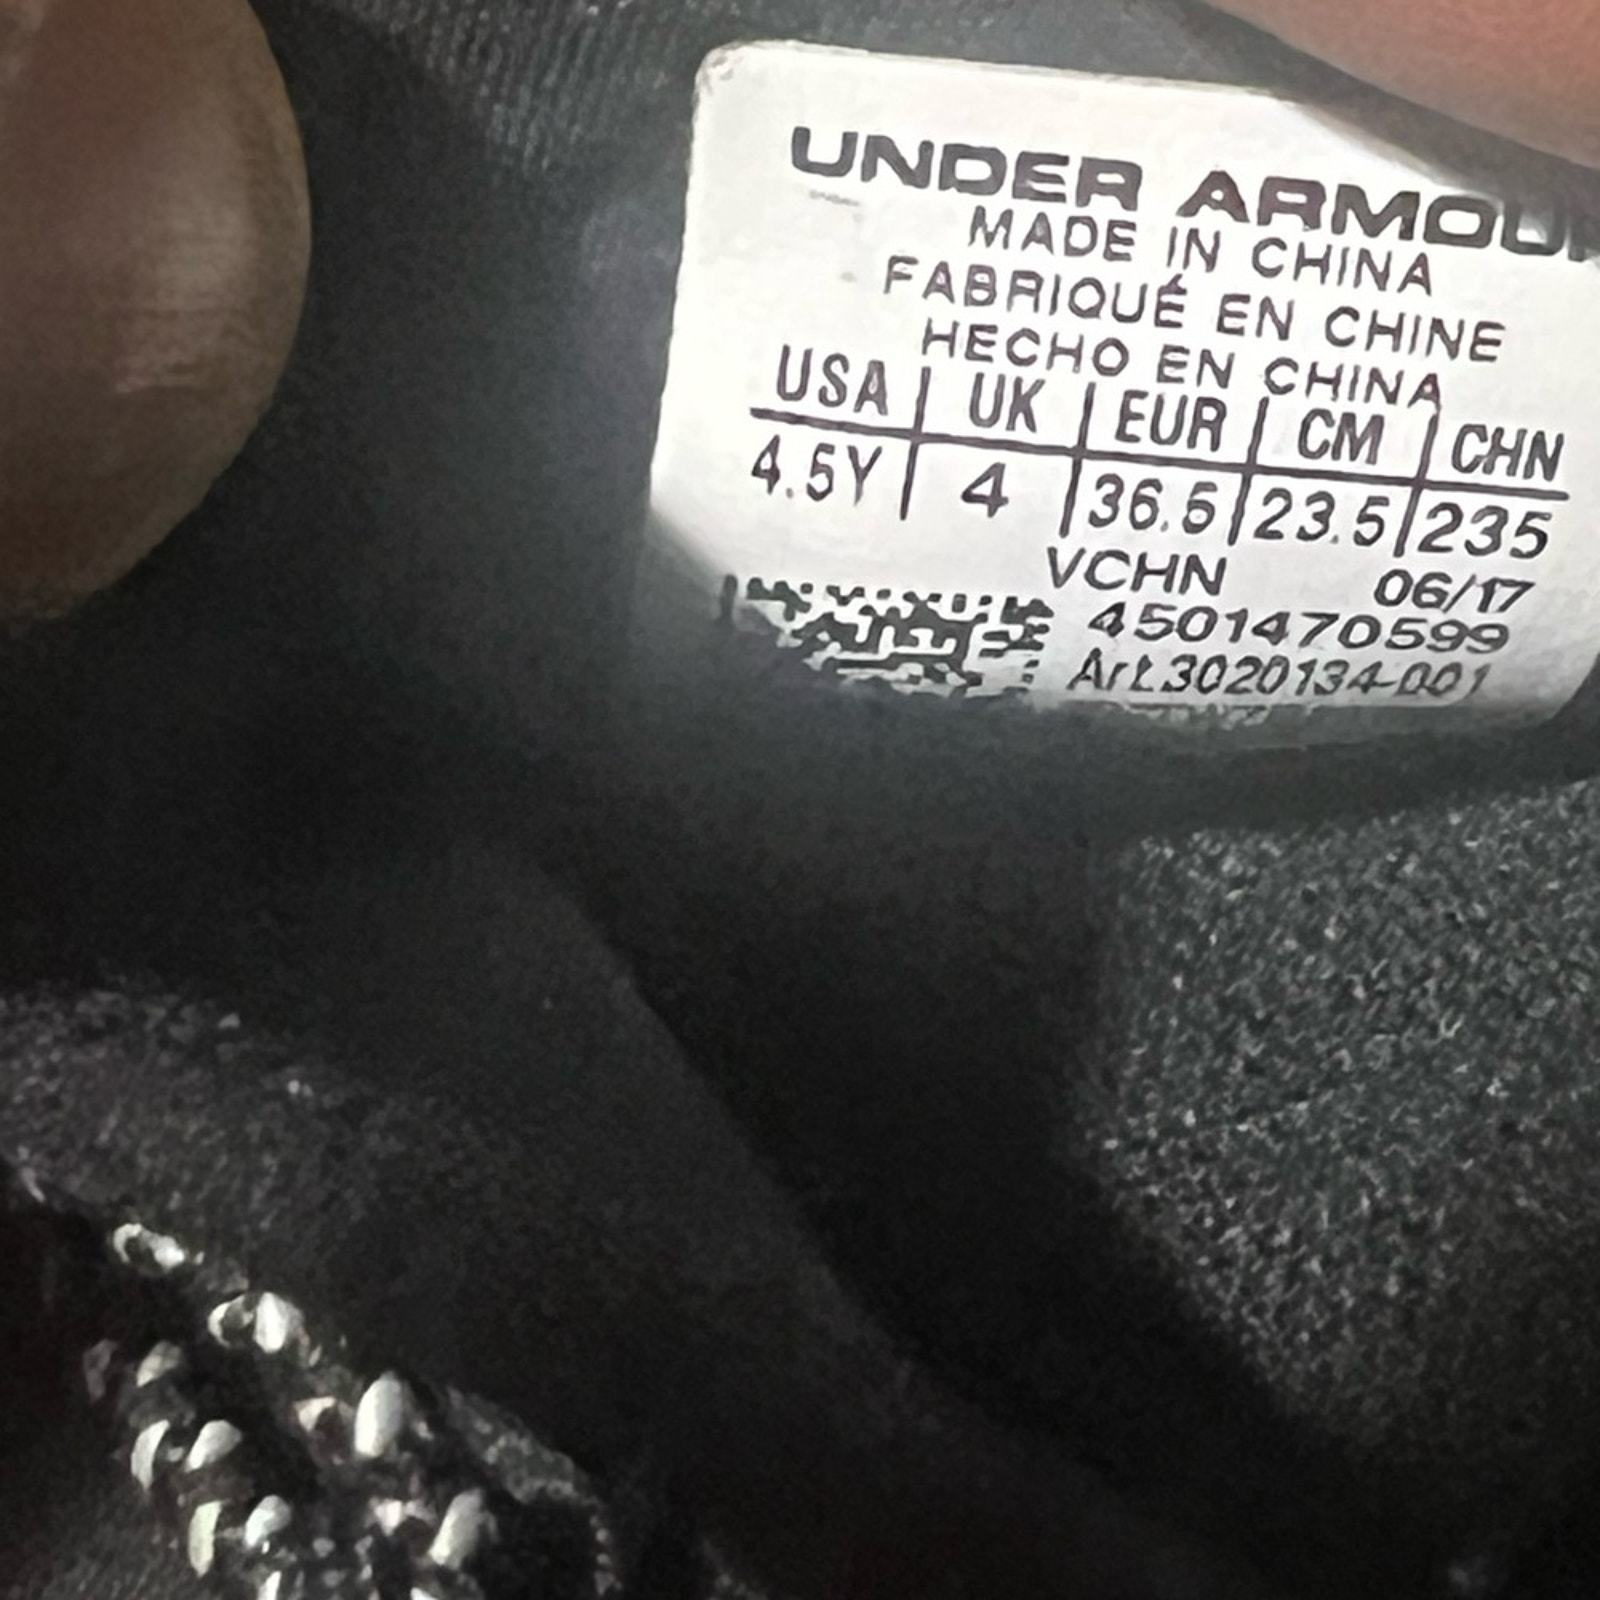 UNDER ARMOUR
MADE IN CHINA
FABRIQUÉ EN CHINE
HECHO EN CHINA
USA UK EUR CM CHN
4.5Y 4 36.5 23.5 235
VCHN 06/17
4501470599
Art.3020134-001